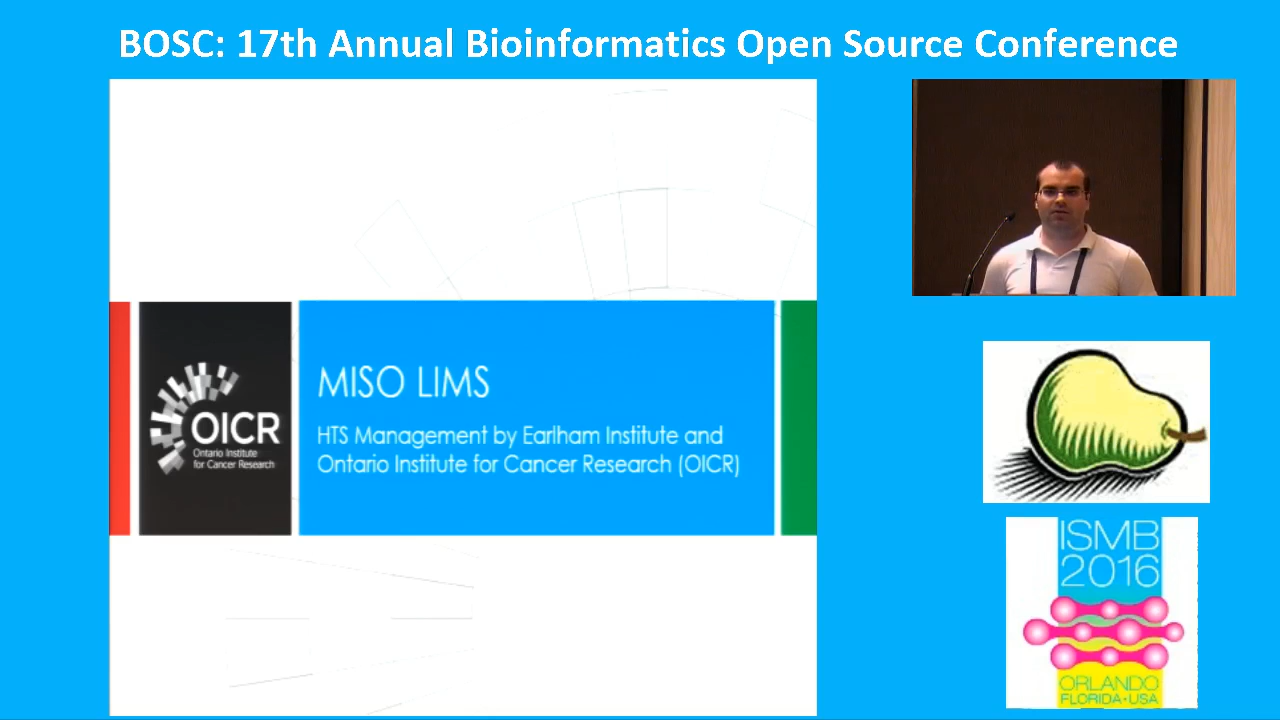 BOSC: 17th Annual Bioinformatics Open Source Conference
OICR
Ontario Institute
for Cancer Research
MISO LIMS
HTS Management by Earlham Institute and
Ontario Institute for Cancer Research (OICR)
ISMB
2016
ORLANDO
FLORIDA•USA